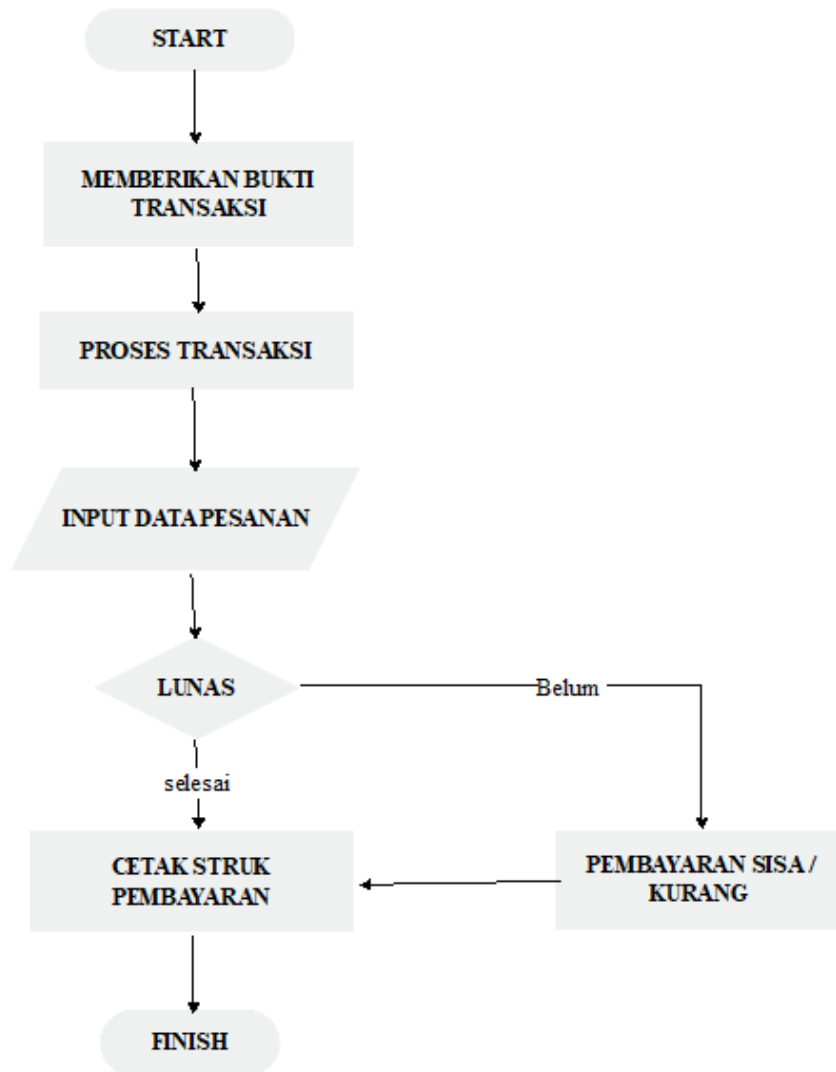 START
MEMBERIKAN BUKTI
TRANSAKSI
PROSES TRANSAKSI
INPUT DATA PESANAN
LUNAS
Belum
selesai
CETAK STRUK
PEMBAYARAN
PEMBAYARAN SISA /
KURANG
FINISH